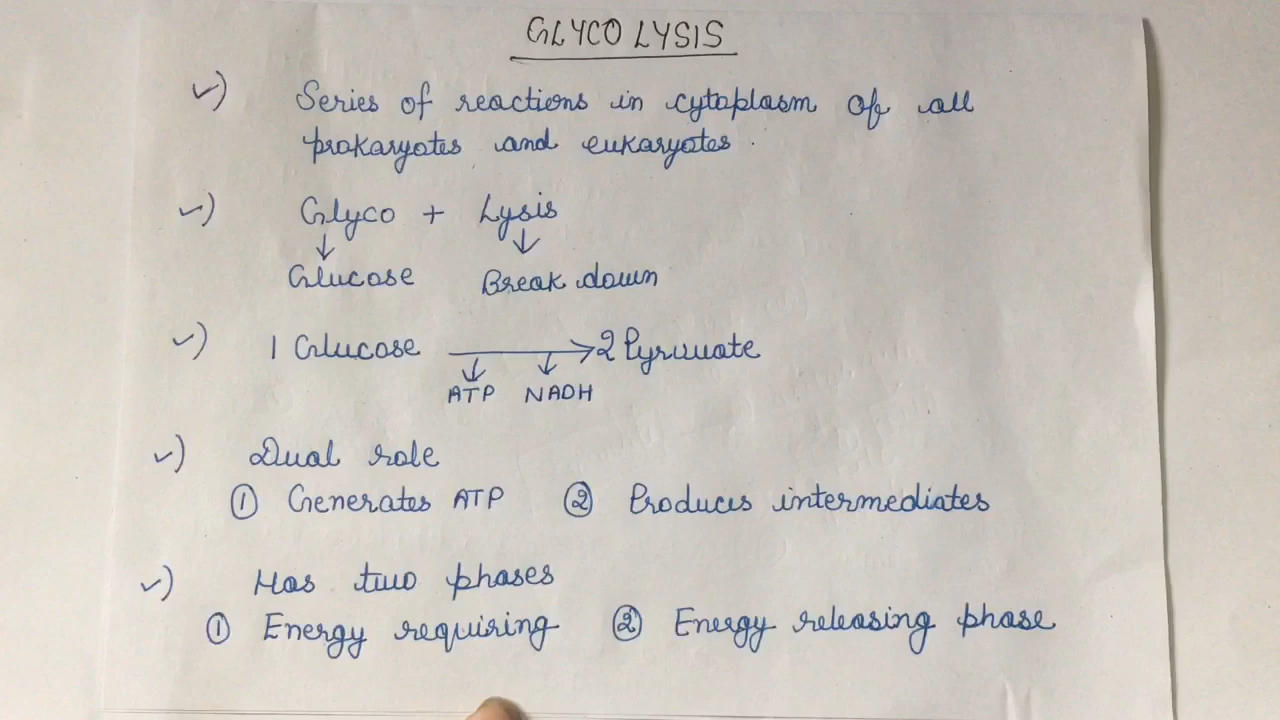 GLYCOLYSIS
✓) Series of reactions in cytoplasm of all
prokaryotes and eukaryotes.
✓) Glyco + Lysis
↓ ↓
Glucose Break down
✓) 1 Glucose → 2 Pyruvate
↓ ↓
ATP NADH
✓) Dual role
① Generates ATP ② Produces intermediates
✓) Has two phases
① Energy requiring ② Energy releasing phase